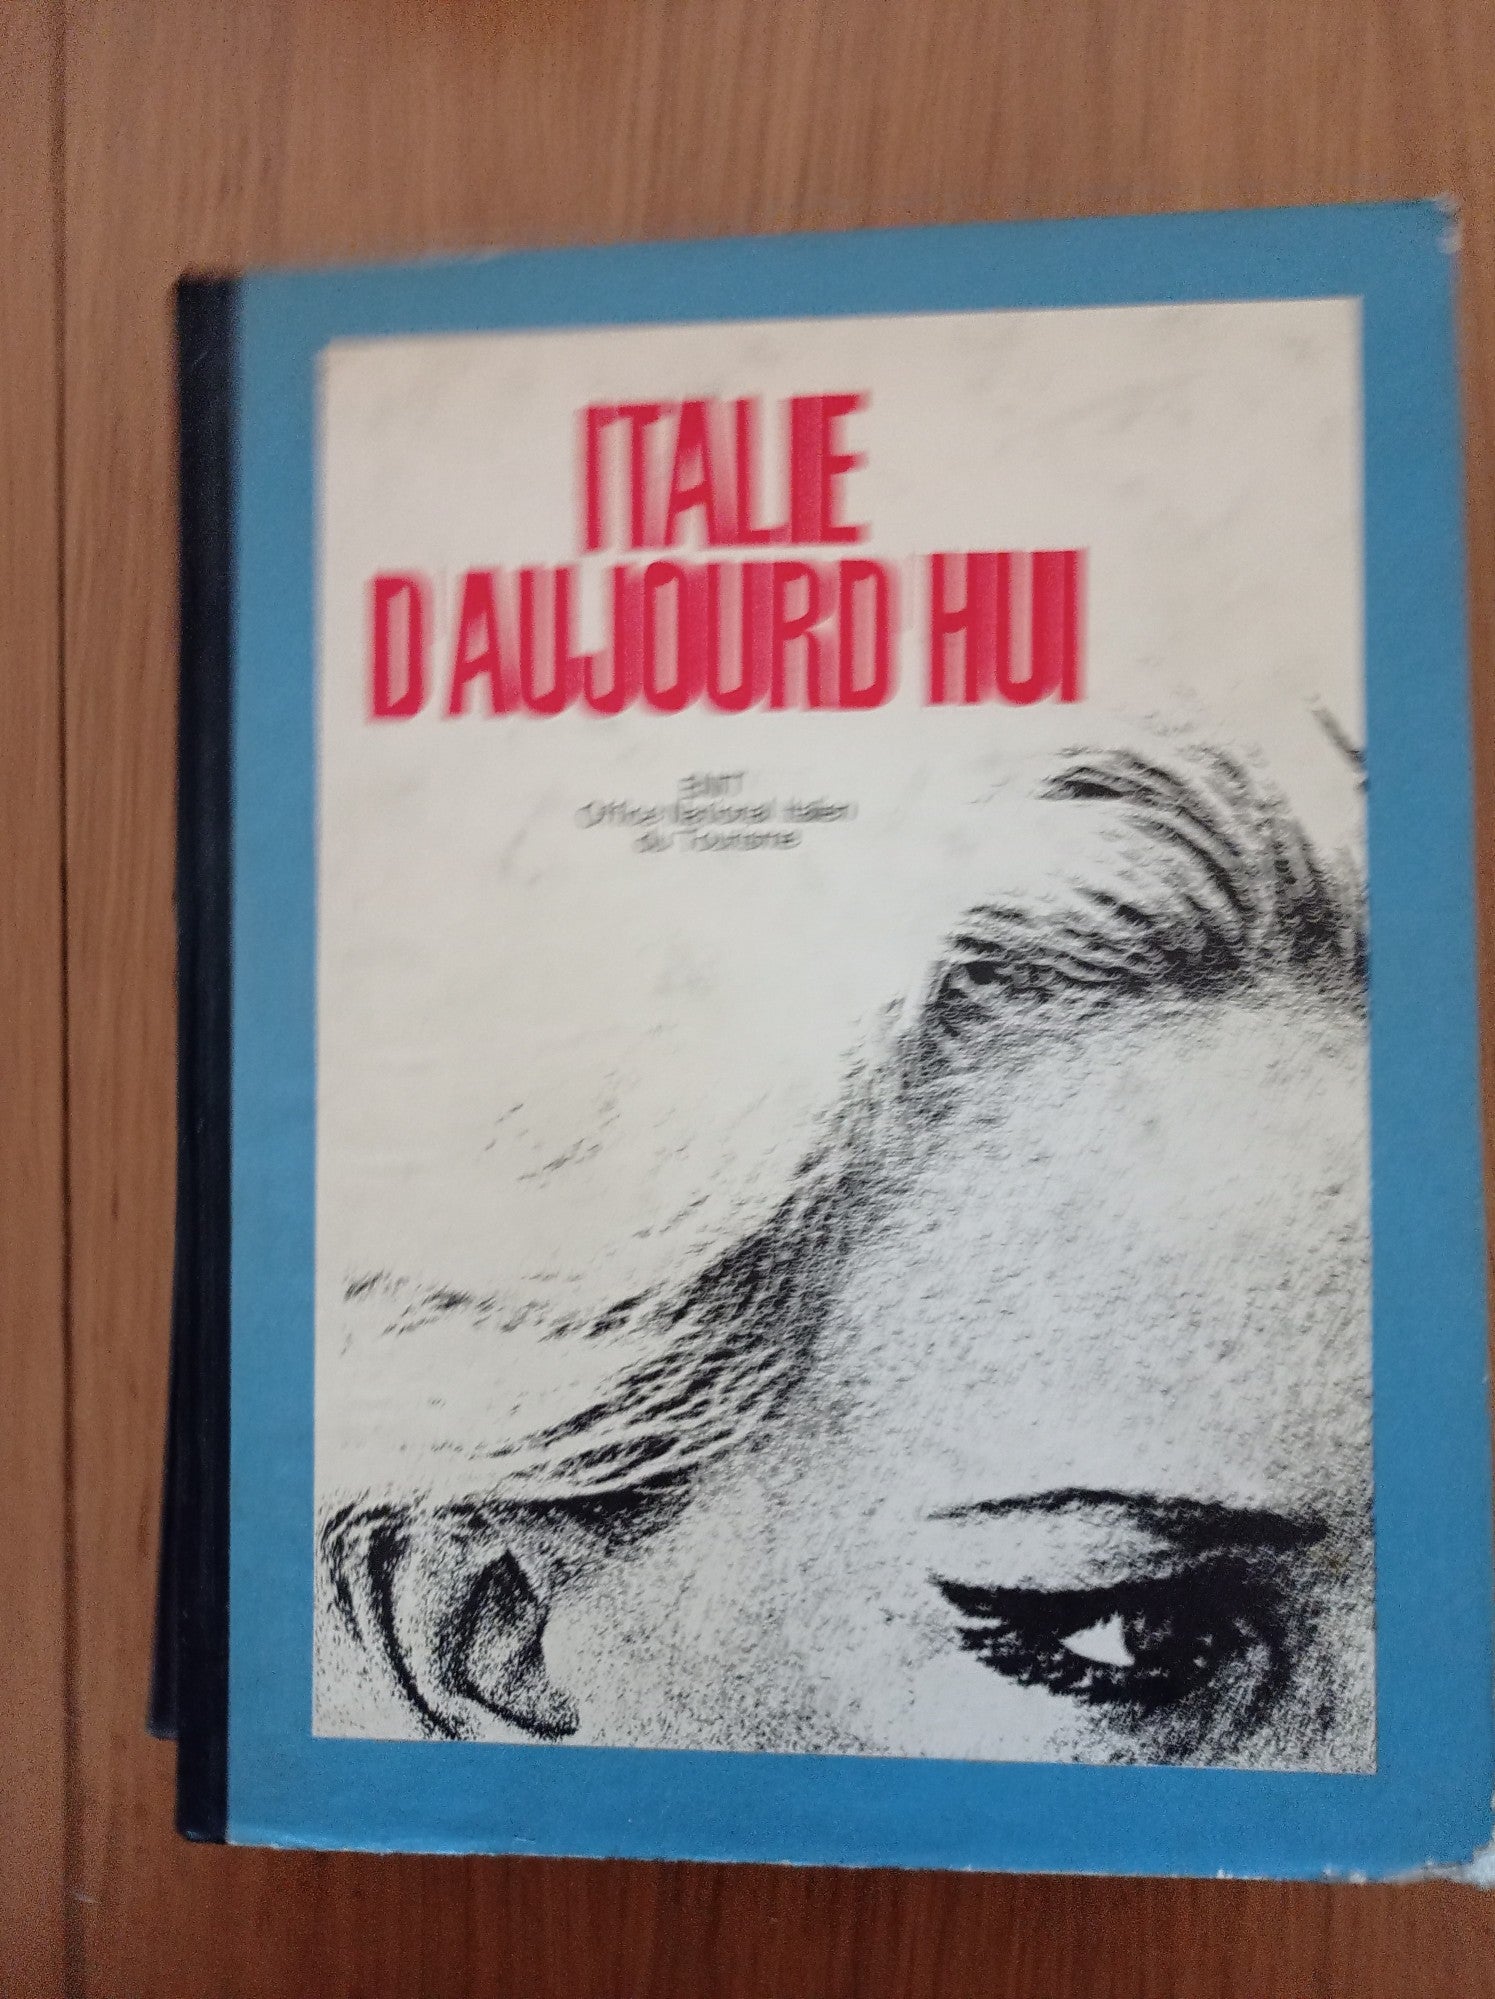 ITALIE
D'AUJOURD'HUI
ENIT
Office National Italien
du Tourisme